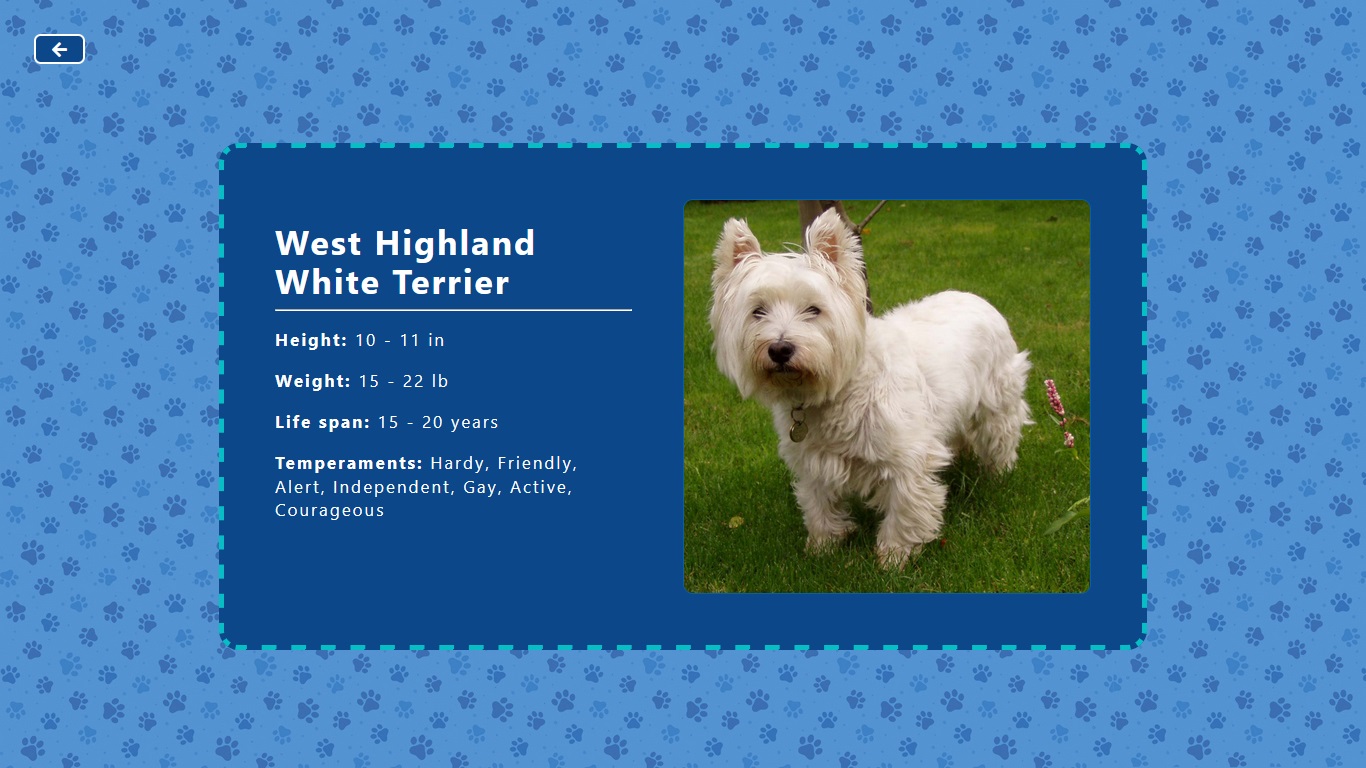 West Highland
White Terrier
Height: 10 - 11 in
Weight: 15 - 22 lb
Life span: 15 - 20 years
Temperaments: Hardy, Friendly,
Alert, Independent, Gay, Active,
Courageous